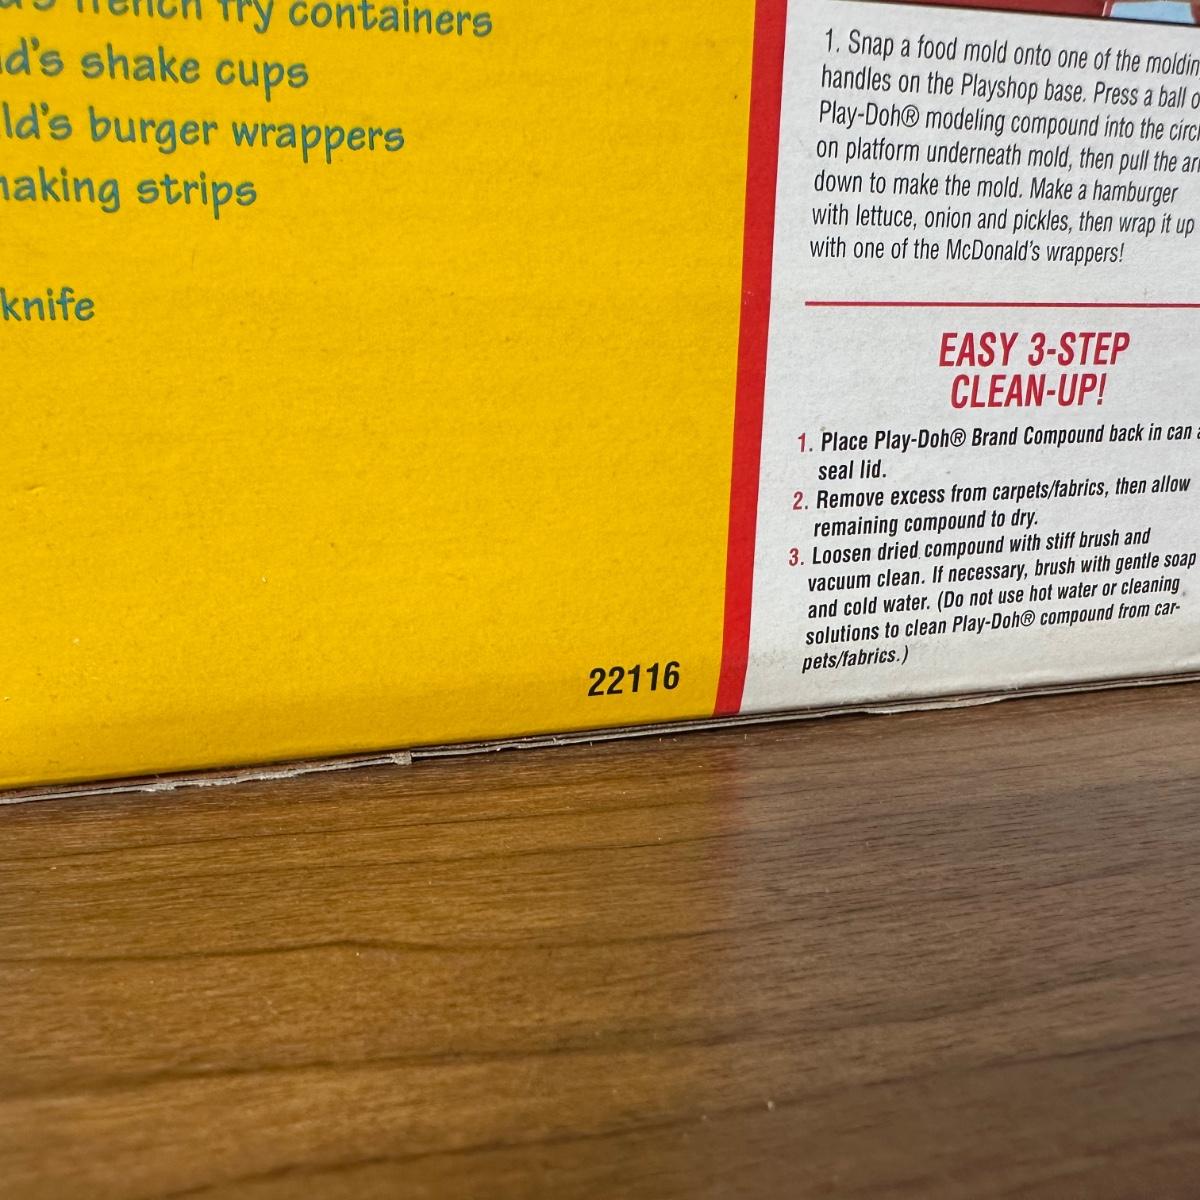 french fry containers
shake cups
burger wrappers
strips
knife
22116
1. Snap a food mold onto one of the
handles on the Playshop base. Press a ball
Play-Doh® modeling compound into the
on platform underneath mold, then pull the
down to make the mold. Make a hamburger
with lettuce, onion and pickles, then wrap it up
with one of the McDonald's wrappers!
EASY 3-STEP
CLEAN-UP!
1. Place Play-Doh® Brand Compound back in can
seal lid.
2. Remove excess from carpets/fabrics, then allow
remaining compound to dry.
3. Loosen dried compound with stiff brush and
vacuum clean. If necessary, brush with gentle soap
and cold water. (Do not use hot water or cleaning
solutions to clean Play-Doh® compound from car-
pets/fabrics.)